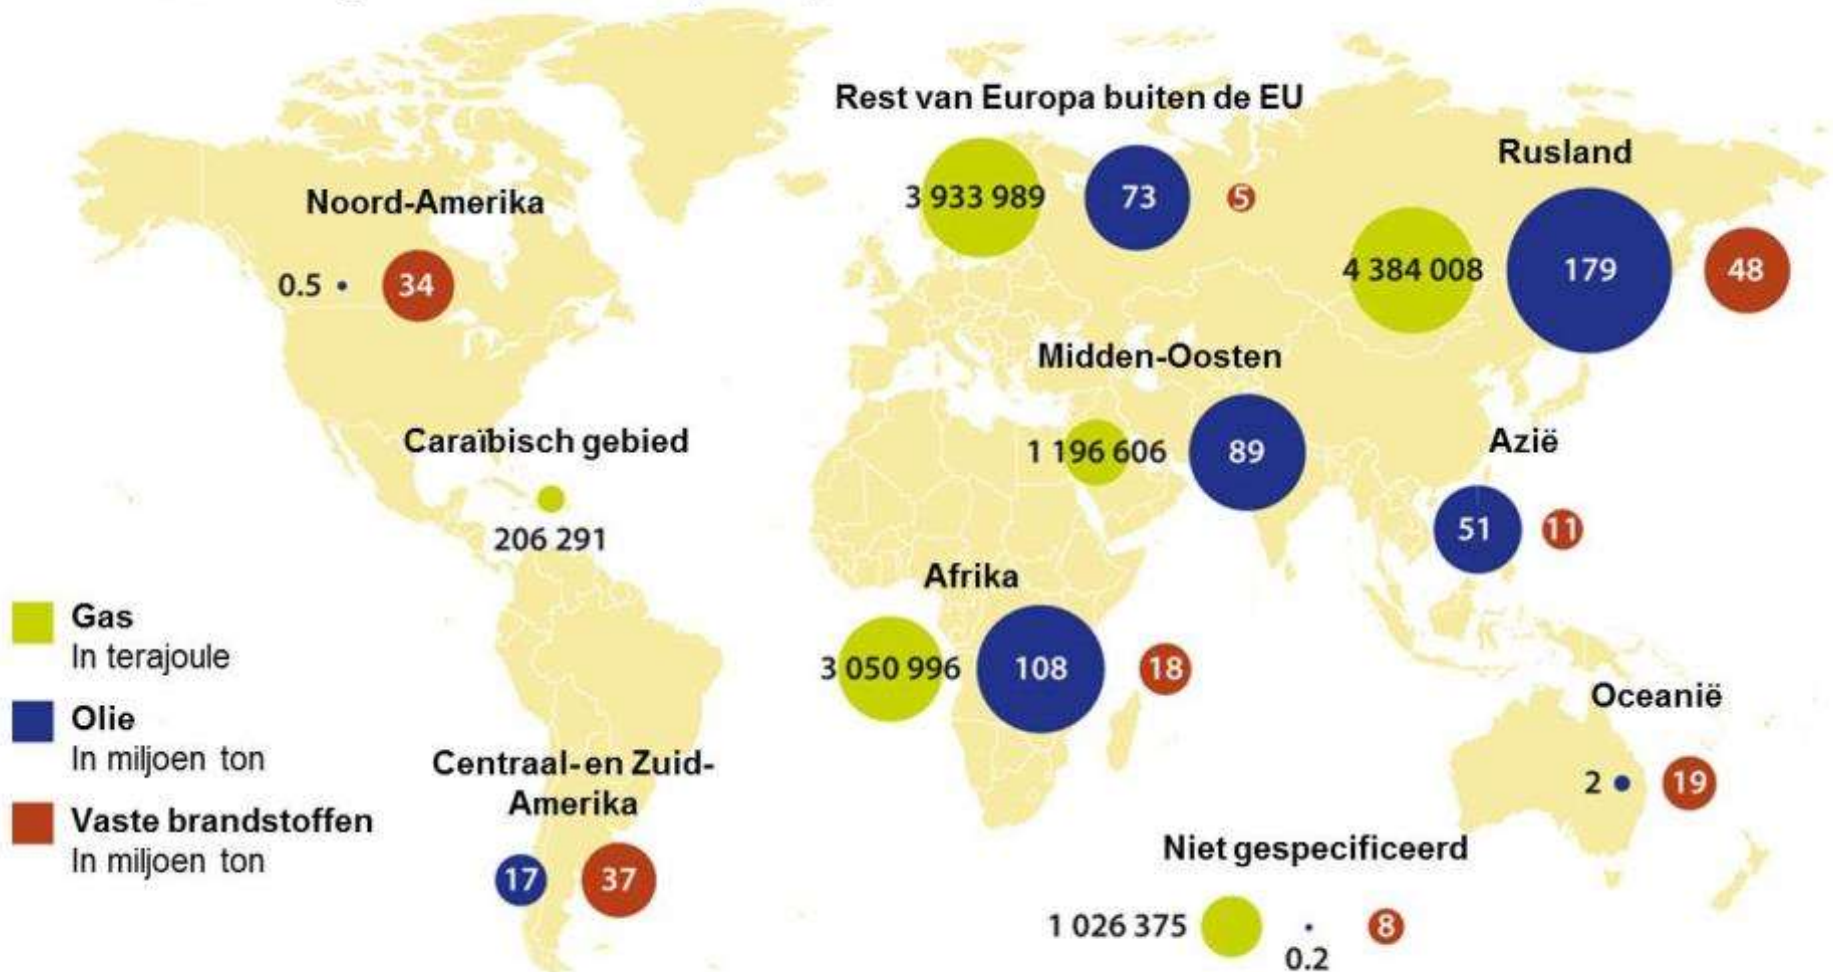 Rest van Europa buiten de EU
3 933 989
73
5
Rusland
4 384 008
179
48
Noord-Amerika
0.5
34
Midden-Oosten
1 196 606
89
Caraïbisch gebied
206 291
Azië
51
11
Afrika
3 050 996
108
18
Gas
In terajoule
Olie
In miljoen ton
Vaste brandstoffen
In miljoen ton
Centraal- en Zuid-
Amerika
17
37
Oceanië
2
19
Niet gespecificeerd
1 026 375
0.2
8